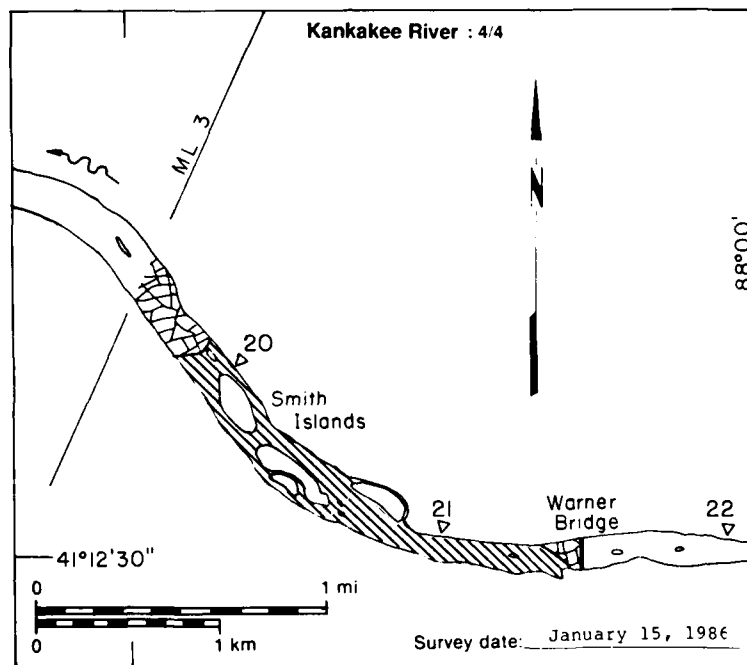 Kankakee River : 4/4
ML 3
N
88°00'
20
Smith
Islands
21
Warner
Bridge
22
41°12'30"
0 1 mi
0 1 km
Survey date: January 15, 1986